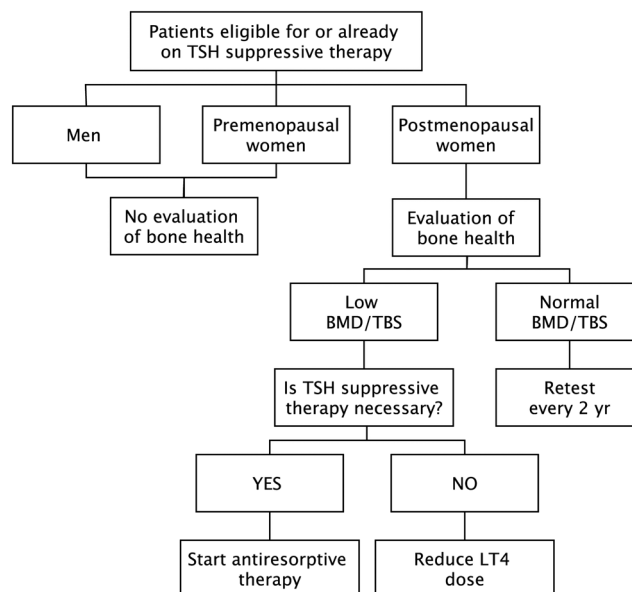 Patients eligible for or already
on TSH suppressive therapy
Men
Premenopausal
women
Postmenopausal
women
No evaluation
of bone health
Evaluation of
bone health
Low
BMD/TBS
Normal
BMD/TBS
Is TSH suppressive
therapy necessary?
Retest
every 2 yr
YES
NO
Start antiresorptive
therapy
Reduce LT4
dose